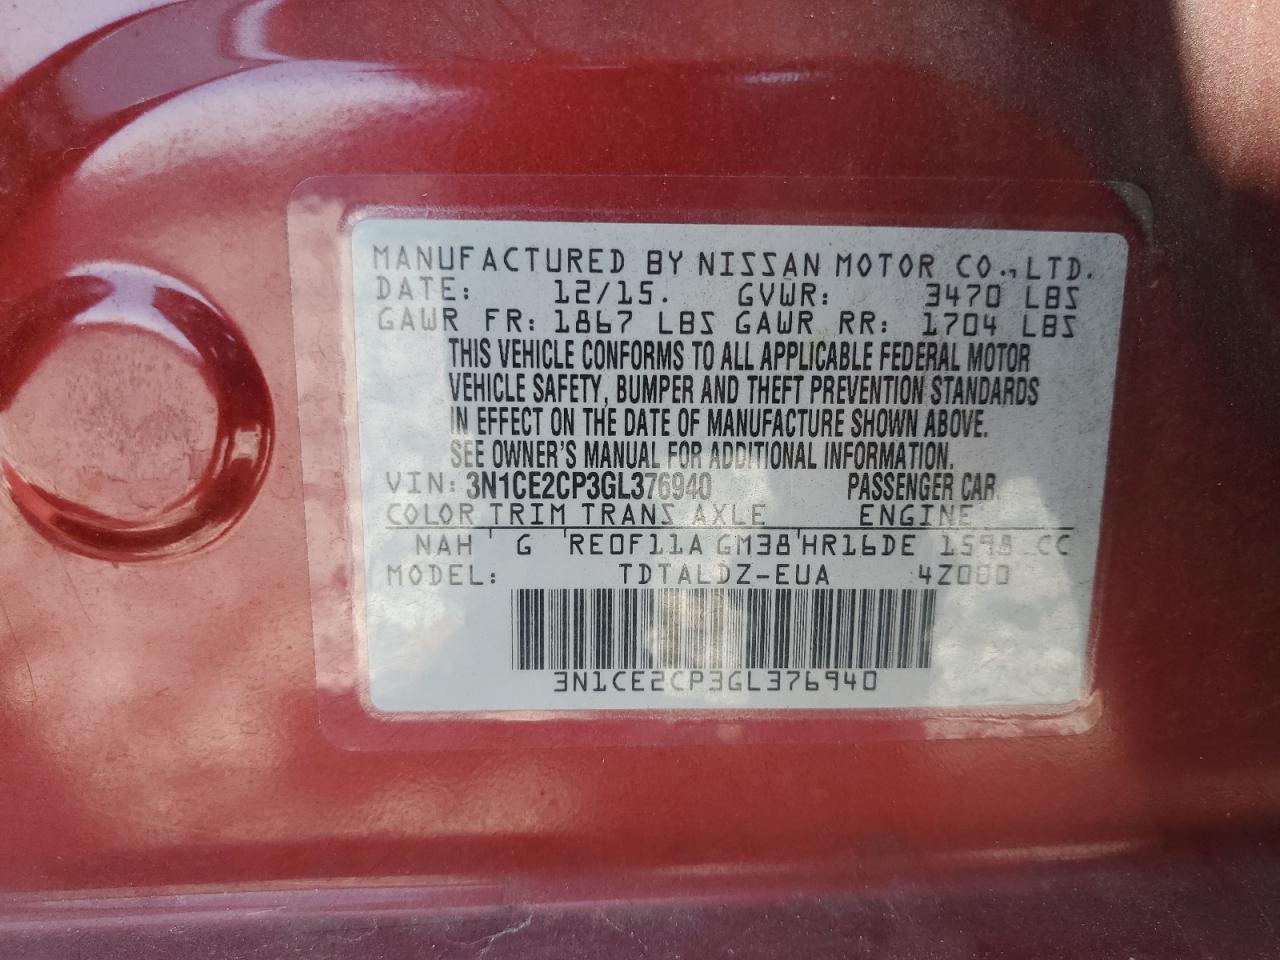 MANUFACTURED BY NISSAN MOTOR CO., LTD.
DATE: 12/15. GVWR: 3470 LBS
GAWR FR: 1867 LBS GAWR RR: 1704 LBS
THIS VEHICLE CONFORMS TO ALL APPLICABLE FEDERAL MOTOR
VEHICLE SAFETY, BUMPER AND THEFT PREVENTION STANDARDS
IN EFFECT ON THE DATE OF MANUFACTURE SHOWN ABOVE.
SEE OWNER'S MANUAL FOR ADDITIONAL INFORMATION.
VIN: 3N1CE2CP3GL376940 PASSENGER CAR
COLOR TRIM TRANS AXLE ENGINE
NAH ' G 'RE0F11A GM38'HR16DE 1598 CC
MODEL: TDTALDZ-EUA
3N1CE2CP3GL376940